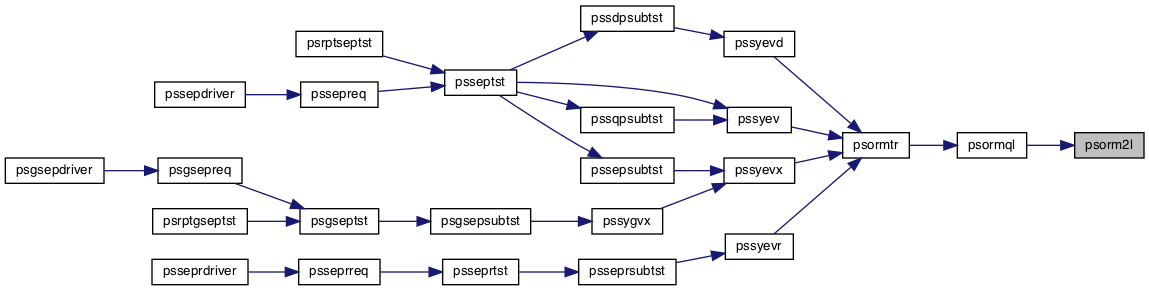 pssdpsubtst
psrptseptst
pssyevd
psseptst
pssepdriver
pssepreq
pssqpsubtst
pssyev
psormtr
psormql
psorm2l
psgsepdriver
psgsepreq
pssepsubtst
pssyevx
psrptgseptst
psgseptst
psgsepsubtst
pssygvx
pssyevr
psseprdriver
psseprreq
psseprtst
psseprsubtst